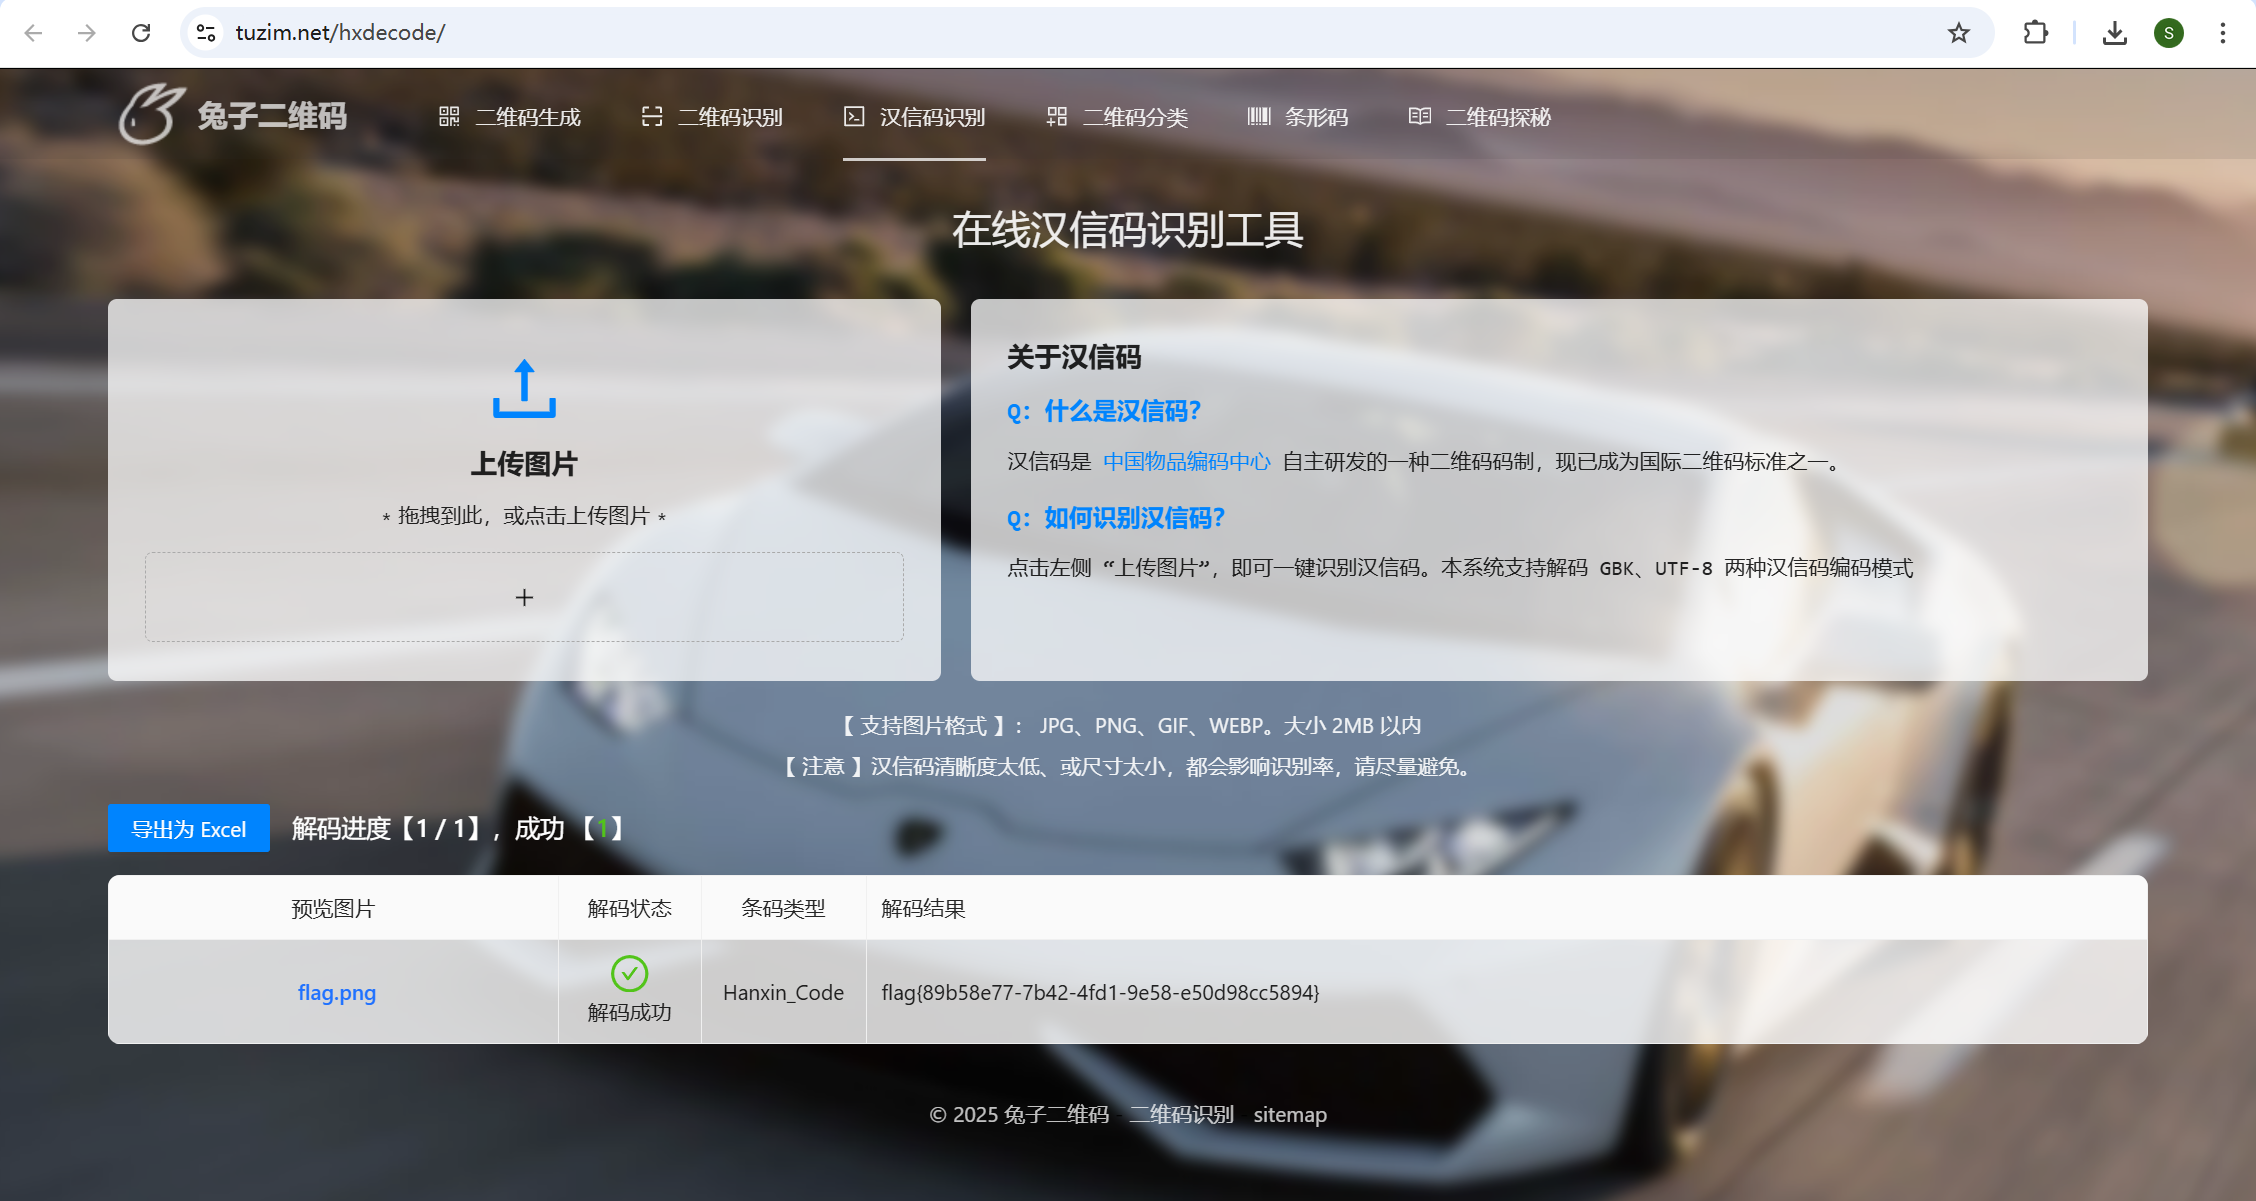 tuzim.net/hxdecode/
S
兔子二维码
二维码生成
二维码识别
汉信码识别
二维码分类
条形码
二维码探秘
在线汉信码识别工具
上传图片
* 拖拽到此，或点击上传图片 *
+
关于汉信码
Q：什么是汉信码？
汉信码是 中国物品编码中心 自主研发的一种二维码码制，现已成为国际二维码标准之一。
Q：如何识别汉信码？
点击左侧 “上传图片”，即可一键识别汉信码。本系统支持解码 GBK、UTF-8 两种汉信码编码模式
【 支持图片格式 】： JPG、PNG、GIF、WEBP。大小 2MB 以内
【 注意 】汉信码清晰度太低、或尺寸太小，都会影响识别率，请尽量避免。
导出为 Excel
解码进度【1 / 1】，成功 【1】
预览图片 解码状态 条码类型 解码结果
flag.png 解码成功 Hanxin_Code flag{89b58e77-7b42-4fd1-9e58-e50d98cc5894}
© 2025 兔子二维码 - 二维码识别 sitemap